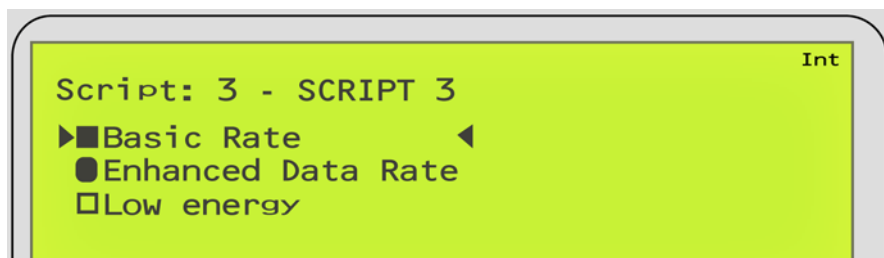 Int
Script: 3 - SCRIPT 3
Basic Rate
Enhanced Data Rate
Low energy